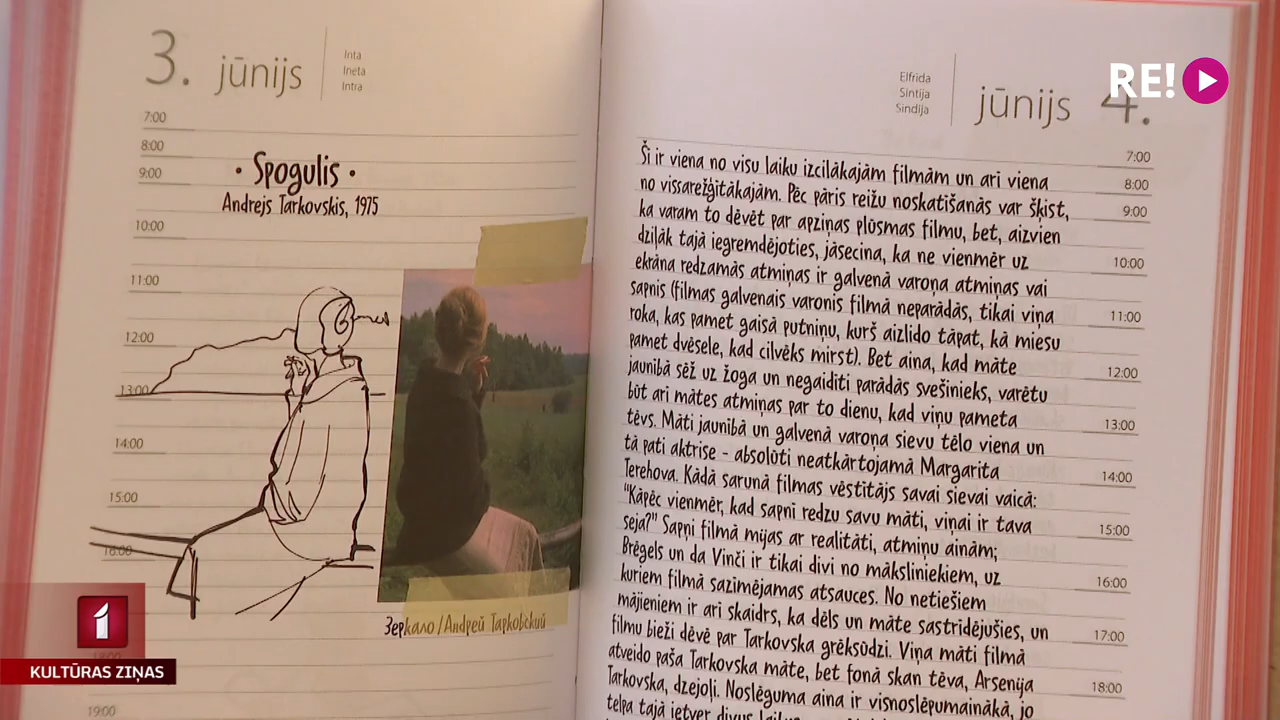 3. jūnijs
Inta
Ineta
Intra
7:00
8:00
9:00
• Spogulis •
Andrejs Tarkovskis, 1975
10:00
11:00
12:00
13:00
14:00
15:00
16:00
18:00
19:00
Зеркало/Андрей Тарковский
Elfrida
Sintija
Sindija
jūnijs 4.
RE!
7:00
8:00
9:00
10:00
11:00
12:00
13:00
14:00
15:00
16:00
17:00
18:00
Šī ir viena no visu laiku izcilākajām filmām un arī viena
no vissarežģītākajām. Pēc pāris reižu noskatīšanās var šķist,
ka varam to dēvēt par apziņas plūsmas filmu, bet, aizvien
dziļāk tajā iegremdējoties, jāsecina, ka ne vienmēr uz
ekrāna redzamās atmiņas ir galvenā varoņa atmiņas vai
sapnis (filmas galvenais varonis filmā neparādās, tikai viņa
roka, kas pamet gaisā putniņu, kurš aizlido tāpat, kā miesu
pamet dvēsele, kad cilvēks mirst). Bet aina, kad māte
jaunībā sēž uz žoga un negaidīti parādās svešinieks, varētu
būt arī mātes atmiņas par to dienu, kad viņu pameta
tēvs. Māti jaunībā un galvenā varoņa sievu tēlo viena un
tā pati aktrise - absolūti neatkārtojamā Margarita
Terehova. Kādā sarunā filmas vēstītājs savai sievai vaicā:
"Kāpēc vienmēr, kad sapnī redzu savu māti, viņai ir tava
seja?" Sapņi filmā mijas ar realitāti, atmiņu ainām;
Brēgels un da Vinči ir tikai divi no māksliniekiem, uz
kuriem filmā sazīmējamas atsauces. No netiešiem
mājieniem ir arī skaidrs, ka dēls un māte sastrīdējušies, un
filmu bieži dēvē par Tarkovska grēksūdzi. Viņa māti filmā
atveido paša Tarkovska māte, bet fonā skan tēva, Arsenija
Tarkovska, dzejoļi. Noslēguma aina ir visnoslēpumainākā, jo
telpa tajā ietver divus
1
KULTŪRAS ZIŅAS